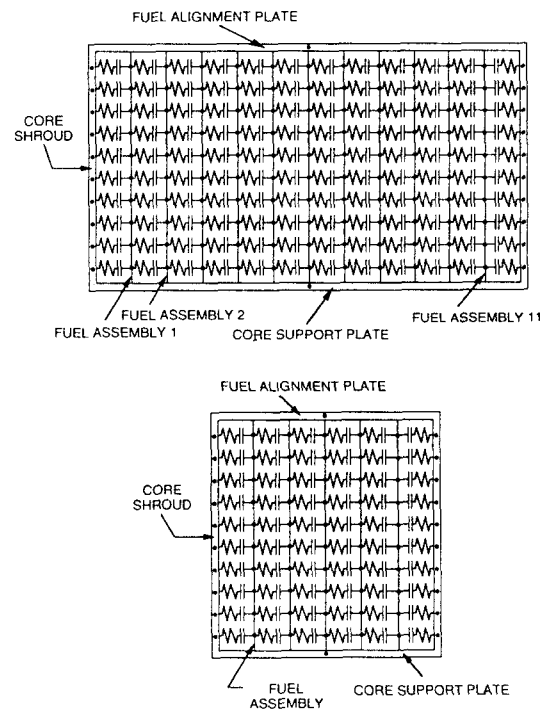 FUEL ALIGNMENT PLATE
CORE
SHROUD
FUEL ASSEMBLY 2
FUEL ASSEMBLY 1
CORE SUPPORT PLATE
FUEL ASSEMBLY 11
FUEL ALIGNMENT PLATE
CORE
SHROUD
FUEL
ASSEMBLY
CORE SUPPORT PLATE